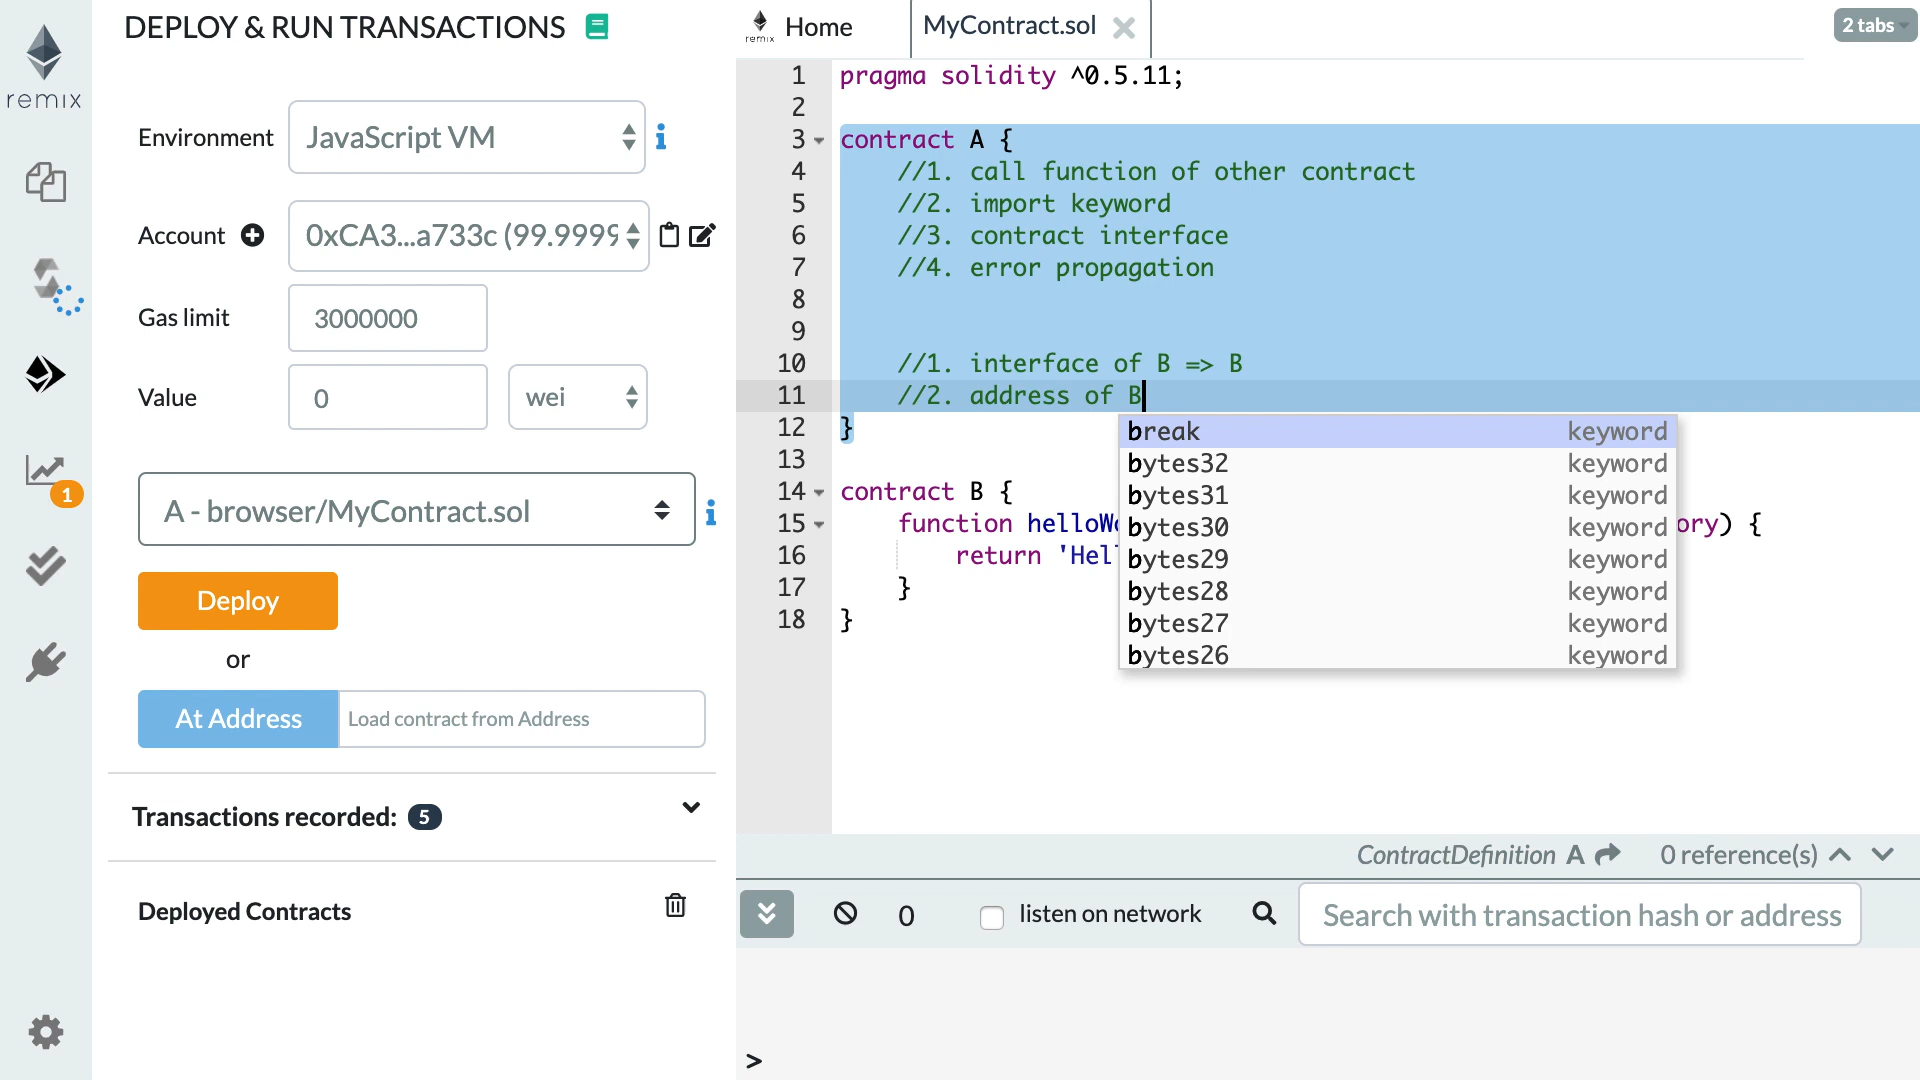 remix
DEPLOY & RUN TRANSACTIONS
Environment
JavaScript VM
Account
0xCA3...a733c (99.9999
Gas limit
3000000
Value
0
wei
1
A - browser/MyContract.sol
Deploy
or
At Address
Load contract from Address
Transactions recorded: 5
Deployed Contracts
remix
Home
MyContract.sol
2 tabs
1 pragma solidity ^0.5.11;
2
3 contract A {
4 //1. call function of other contract
5 //2. import keyword
6 //3. contract interface
7 //4. error propagation
8
9
10 //1. interface of B => B
11 //2. address of B
12 }
13
14 contract B {
15 function helloWo ory) {
16 return 'Hel
17 }
18 }
break keyword
bytes32 keyword
bytes31 keyword
bytes30 keyword
bytes29 keyword
bytes28 keyword
bytes27 keyword
bytes26 keyword
ContractDefinition A 0 reference(s)
0
listen on network
Search with transaction hash or address
>